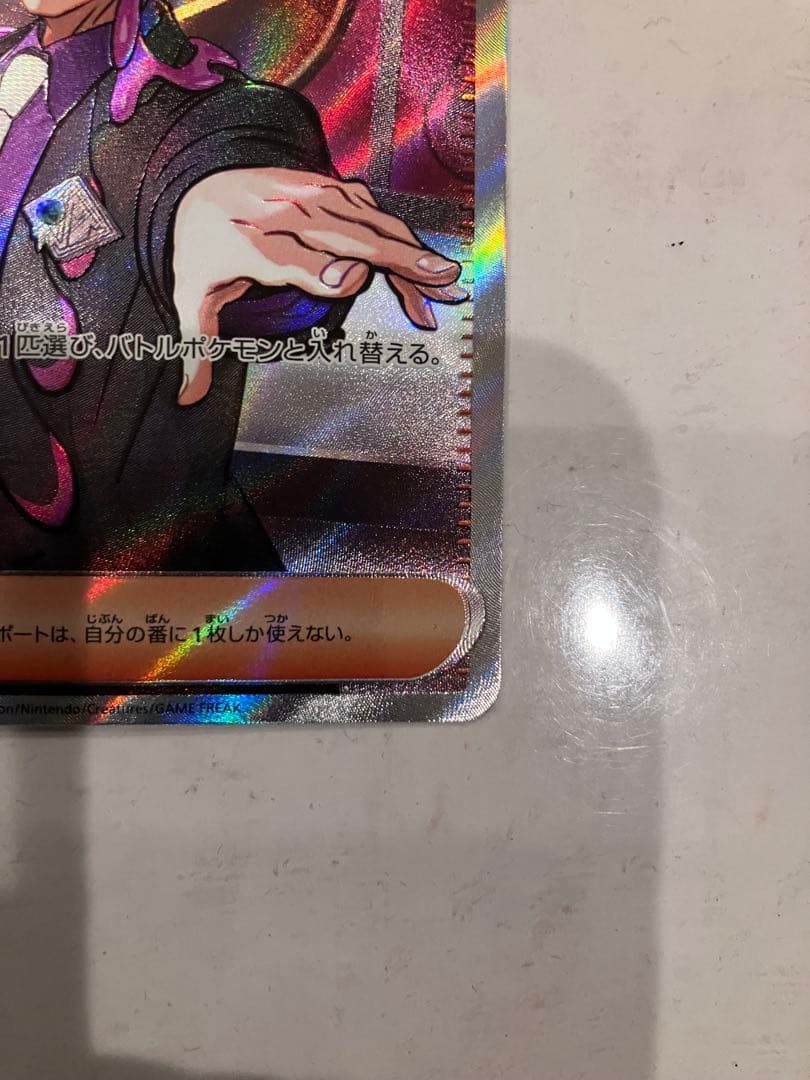 1匹選び、バトルポケモンと入れ替える。
ポートは、自分の番に1枚しか使えない。
on/Nintendo/Creatures/GAME FREAK